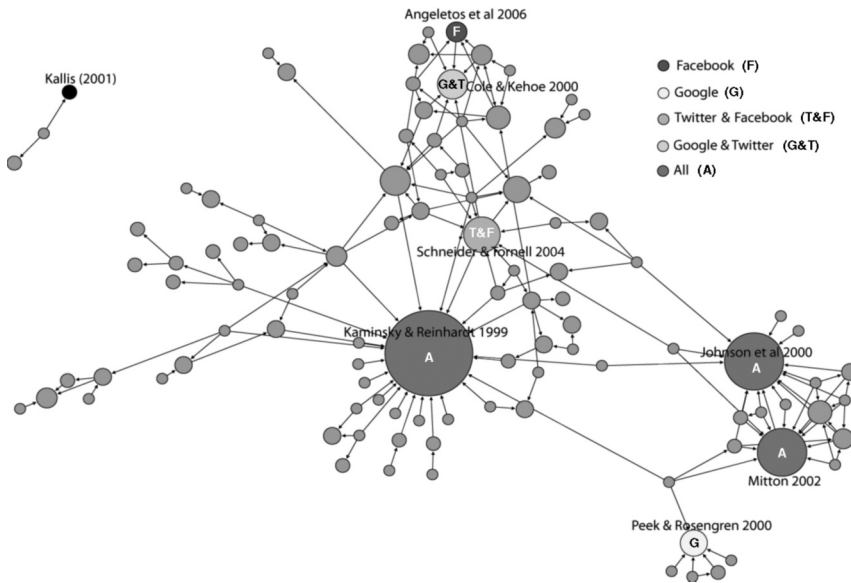 Angeletos et al 2006
F
Kallis (2001)
G&T
Cole & Kehoe 2000
Facebook (F)
Google (G)
Twitter & Facebook (T&F)
Google & Twitter (G&T)
All (A)
T&F
Schneider & Tornell 2004
Kaminsky & Reinhardt 1999
A
Johnson et al 2000
A
A
Mitton 2002
Peek & Rosengren 2000
G